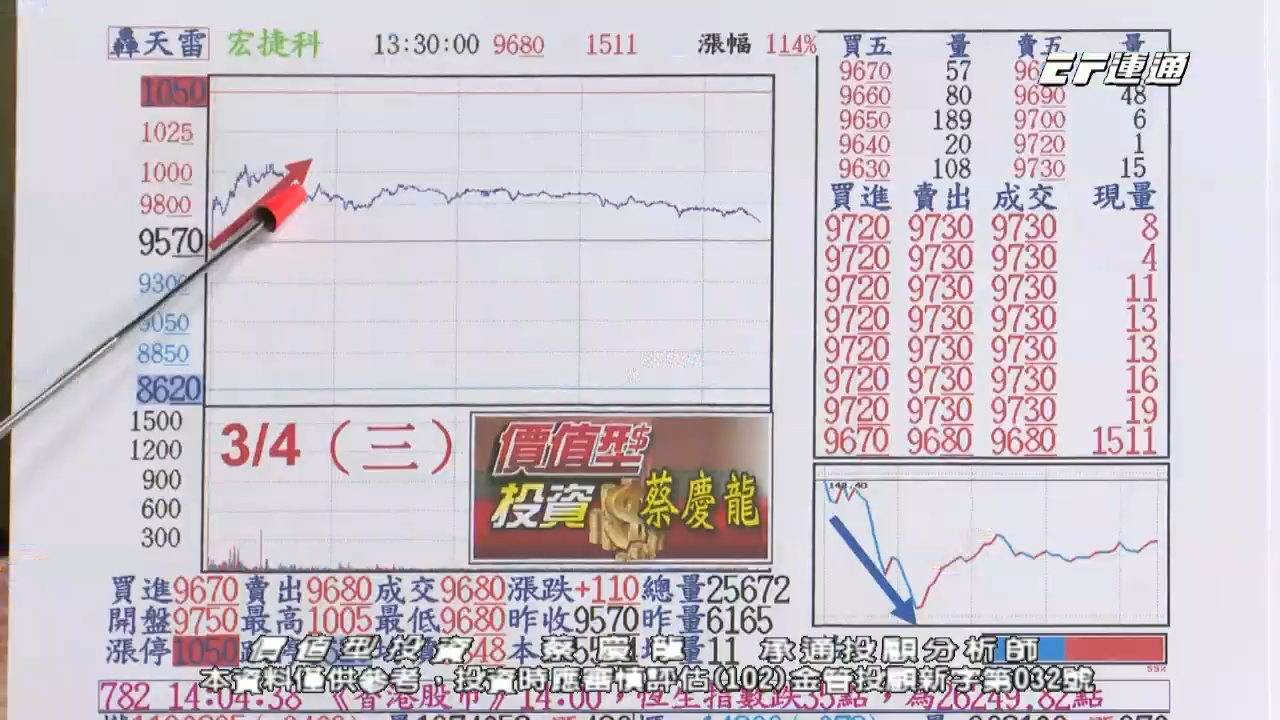 轟天雷 宏捷科 13:30:00 9680 1511 漲幅 114%
買五 量 賣五 量
9670 57
9660 80 9690 48
9650 189 9700 6
9640 20 9720 1
9630 108 9730 15
EF連通
買進 賣出 成交 現量
9720 9730 9730 8
9720 9730 9730 4
9720 9730 9730 11
9720 9730 9730 13
9720 9730 9730 13
9720 9730 9730 16
9720 9730 9730 19
9670 9680 9680 1511
1050
1025
1000
9800
9570
9300
9050
8850
8620
1500
1200
900
600
300
3/4（三）
價值型$
投資 蔡慶龍
148.40
買進9670賣出9680成交9680漲跌+110總量25672
開盤9750最高1005最低9680昨收9570昨量6165
漲停1050
價值型投資 蔡慶龍 承通投顧分析師
55%
本資料僅供參考，投資時應審慎評估(102)金管投顧新字第032號
782 14:04:38 《香港股市》14:00，恆生指數跌35點，為26249.82點